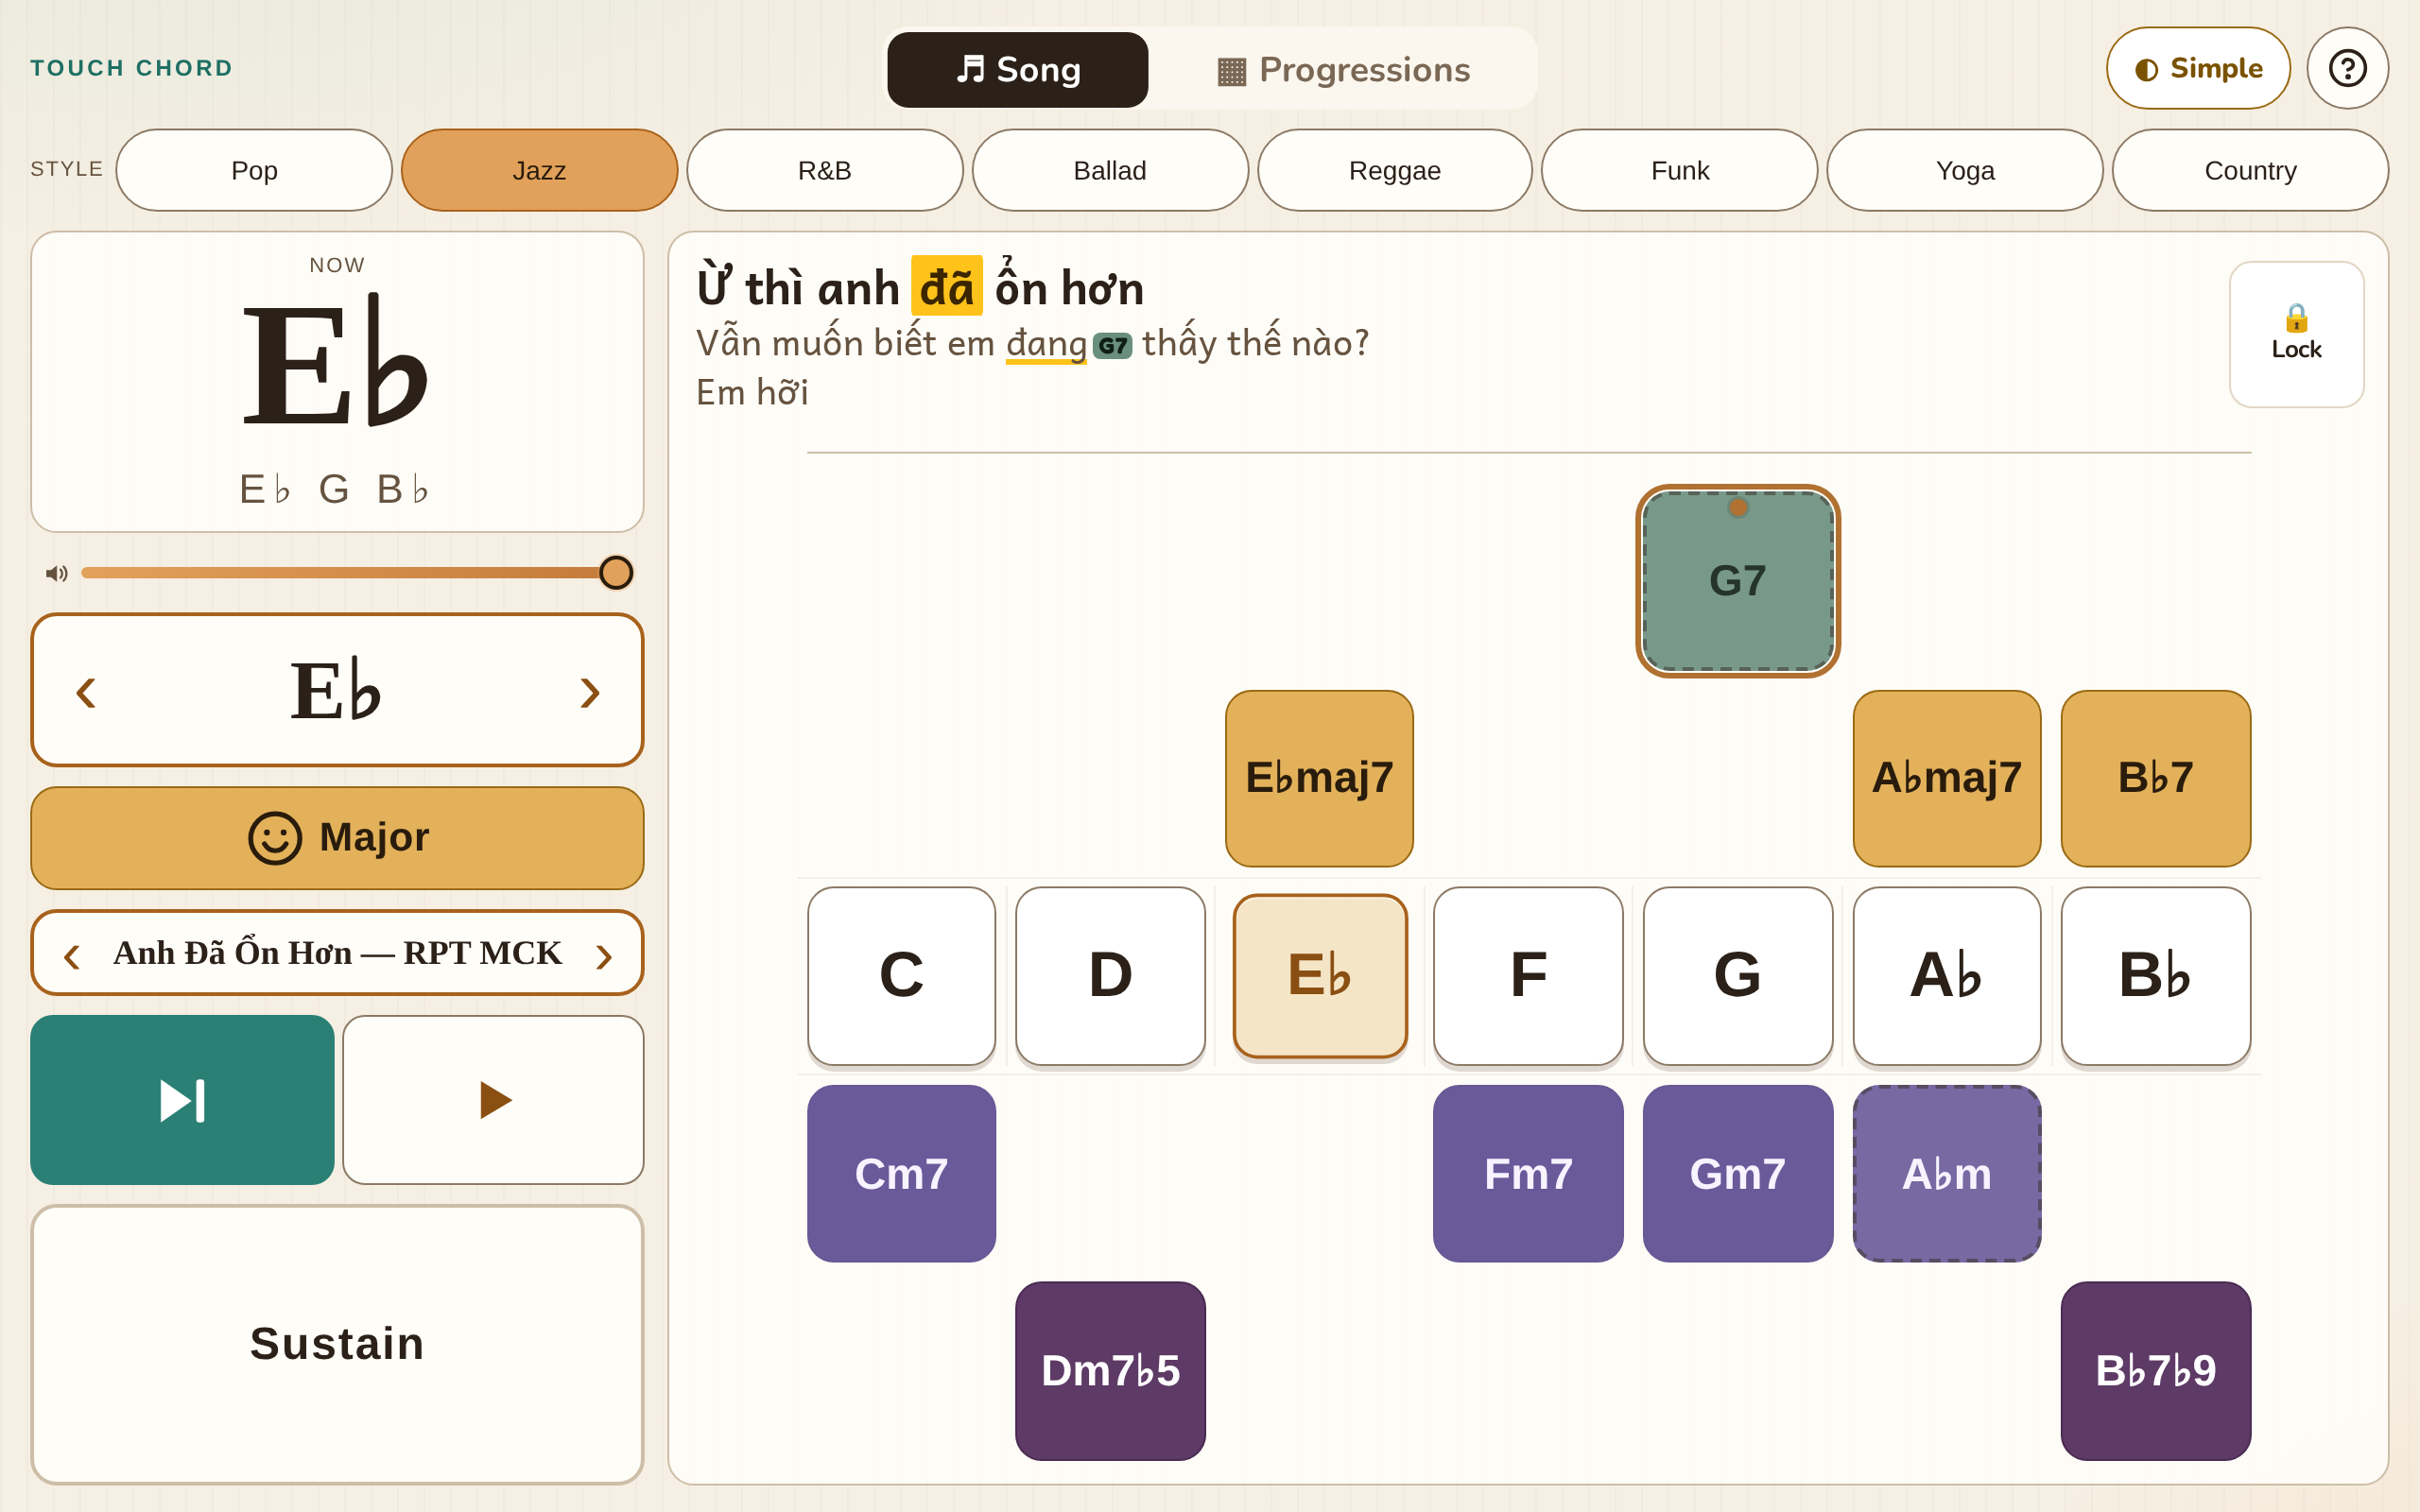 TOUCH CHORD
Song
Progressions
Simple
STYLE
Pop
Jazz
R&B
Ballad
Reggae
Funk
Yoga
Country
NOW
E♭
E♭ G B♭
E♭
Major
Anh Đã Ổn Hơn — RPT MCK
Sustain
Ừ thì anh đã ổn hơn
Vẫn muốn biết em đang G7 thấy thế nào?
Em hỡi
Lock
G7
E♭maj7
A♭maj7
B♭7
C
D
E♭
F
G
A♭
B♭
Cm7
Fm7
Gm7
A♭m
Dm7♭5
B♭7♭9